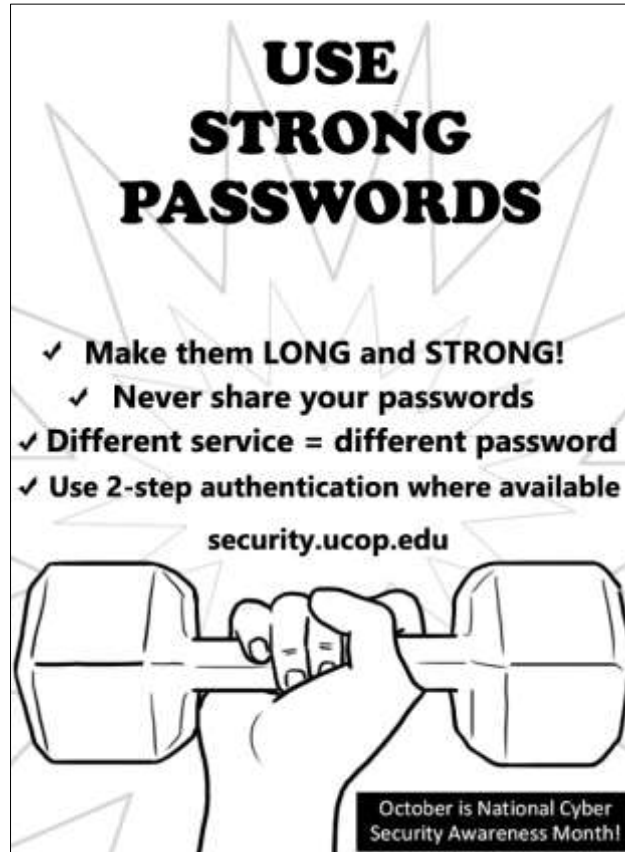 USE
STRONG
PASSWORDS
✓ Make them LONG and STRONG!
✓ Never share your passwords
✓ Different service = different password
✓ Use 2-step authentication where available
security.ucop.edu
October is National Cyber
Security Awareness Month!